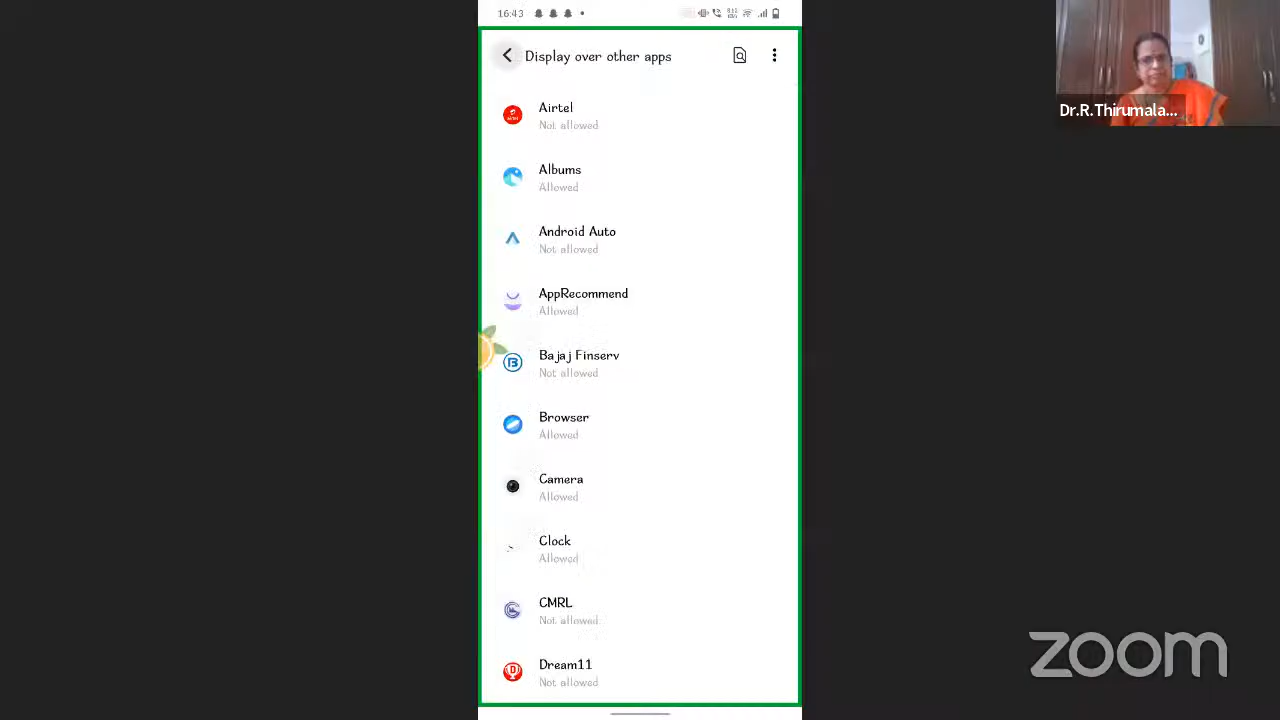 16:43
Display over other apps
Dr.R.Thirumala...
Airtel
Not allowed
Albums
Allowed
Android Auto
Not allowed
AppRecommend
Allowed
Bajaj Finserv
Not allowed
Browser
Allowed
Camera
Allowed
Clock
Allowed
CMRL
Not allowed
Dream11
Not allowed
zoom